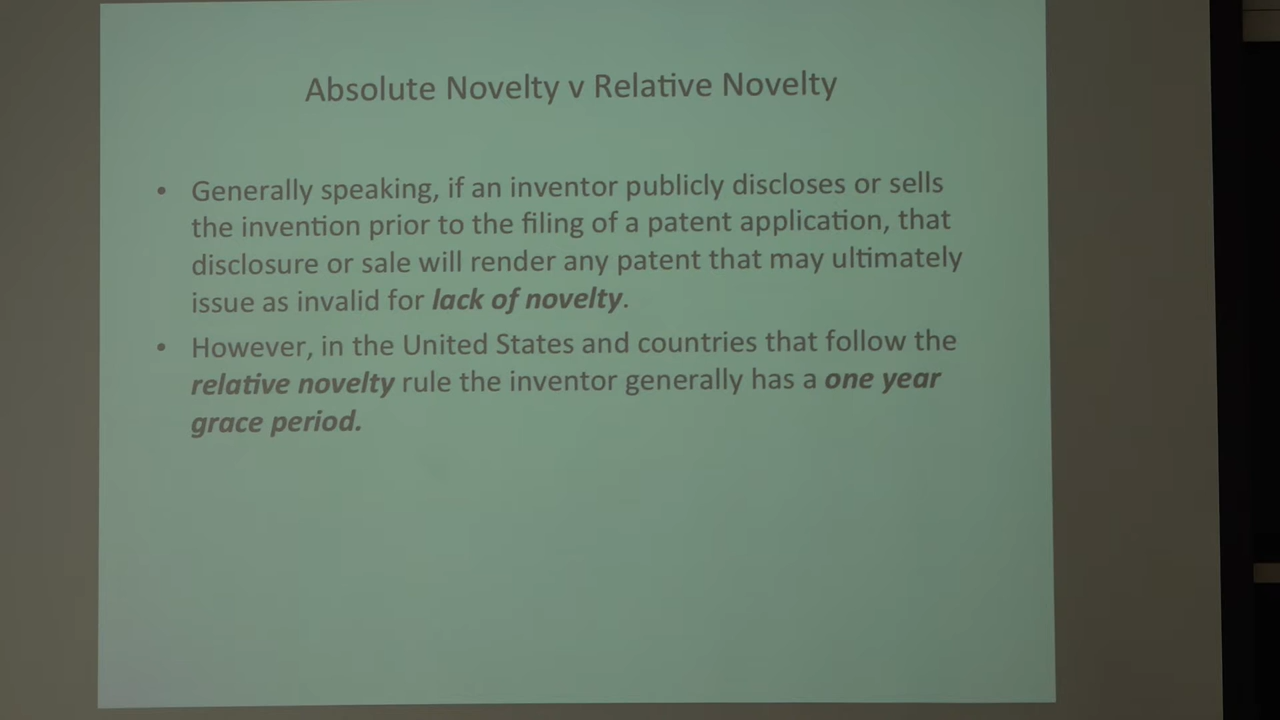 Absolute Novelty v Relative Novelty
• Generally speaking, if an inventor publicly discloses or sells
the invention prior to the filing of a patent application, that
disclosure or sale will render any patent that may ultimately
issue as invalid for lack of novelty.
• However, in the United States and countries that follow the
relative novelty rule the inventor generally has a one year
grace period.